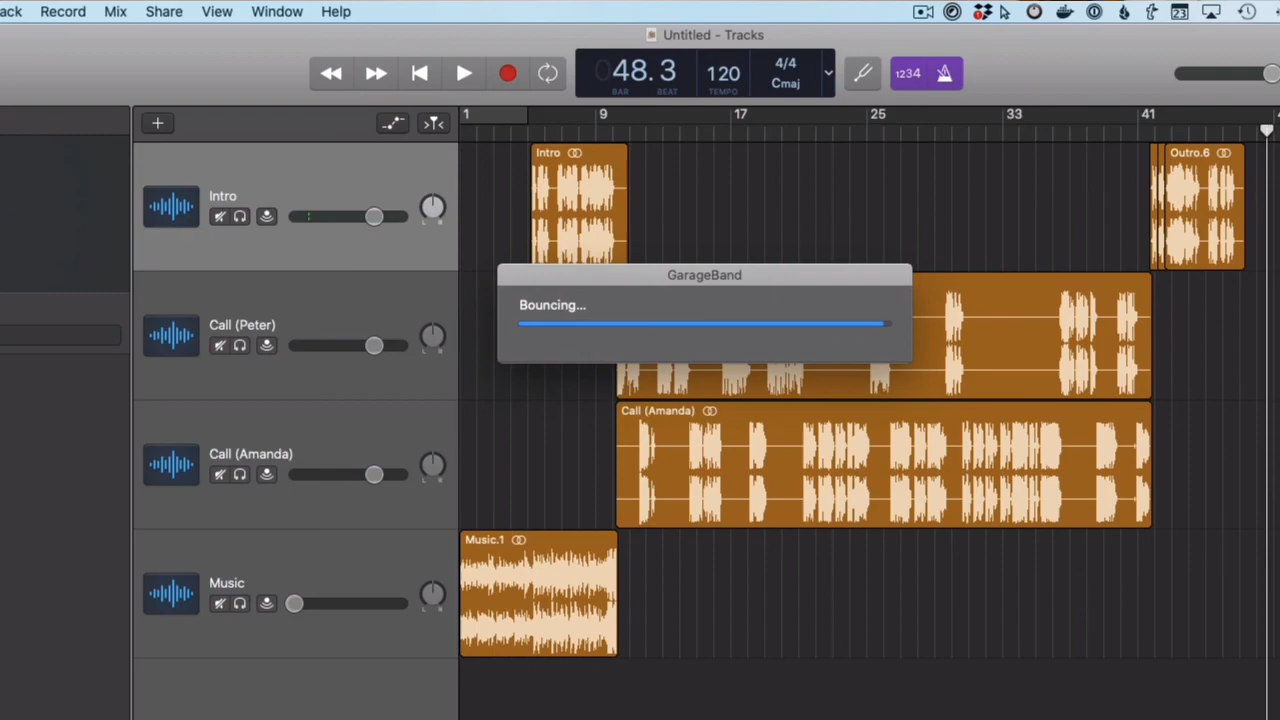 ack Record Mix Share View Window Help
23
Untitled - Tracks
48.3 120 4/4
Cmaj
BAR BEAT TEMPO
1234
1 9 17 25 33 41
Intro
Outro.6
Intro
L R
GarageBand
Bouncing...
Call (Peter)
L R
Call (Amanda)
Call (Amanda)
L R
Music.1
Music
L R